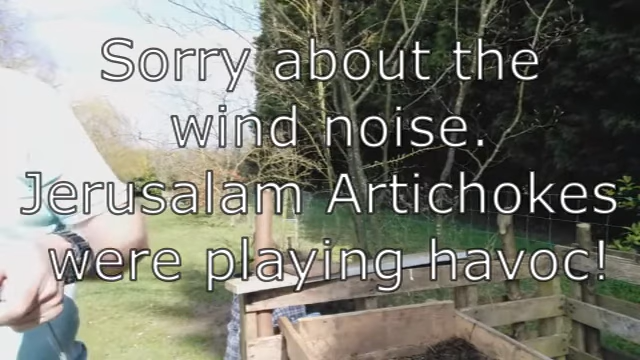 Sorry about the
wind noise.
Jerusalam Artichokes
were playing havoc!